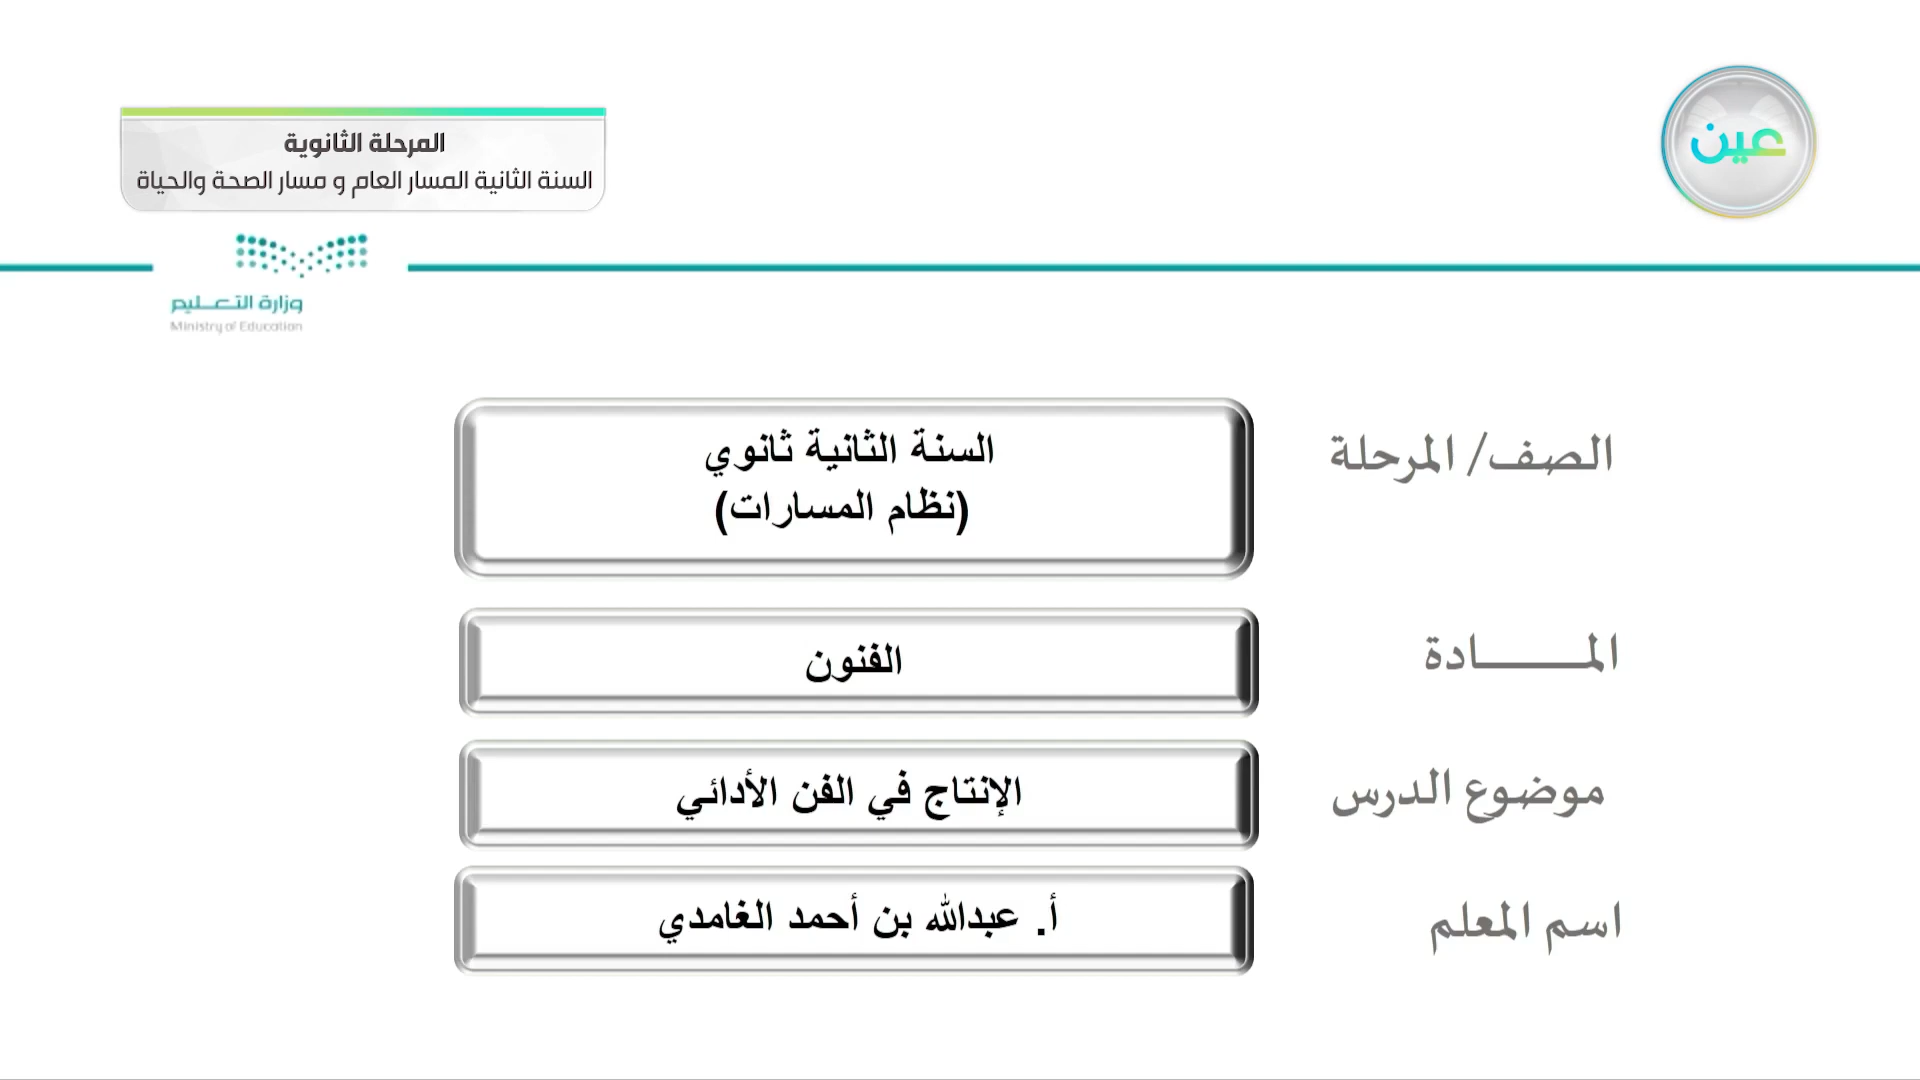 عين
المرحلة الثانوية
السنة الثانية المسار العام و مسار الصحة والحياة
وزارة التعليم
Ministry of Education
الصف/ المرحلة
السنة الثانية ثانوي
(نظام المسارات)
المــــــــادة
الفنون
موضوع الدرس
الإنتاج في الفن الأدائي
اسم المعلم
أ. عبدالله بن أحمد الغامدي